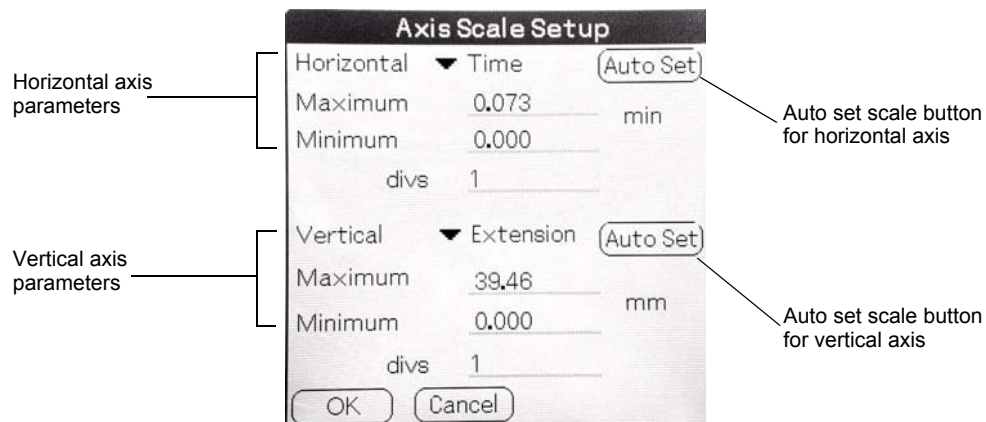 Axis Scale Setup
Horizontal axis
parameters
Horizontal Time Auto Set
Maximum 0.073
min
Minimum 0.000
divs 1
Auto set scale button
for horizontal axis
Vertical axis
parameters
Vertical Extension Auto Set
Maximum 39.46
mm
Minimum 0.000
divs 1
Auto set scale button
for vertical axis
OK Cancel